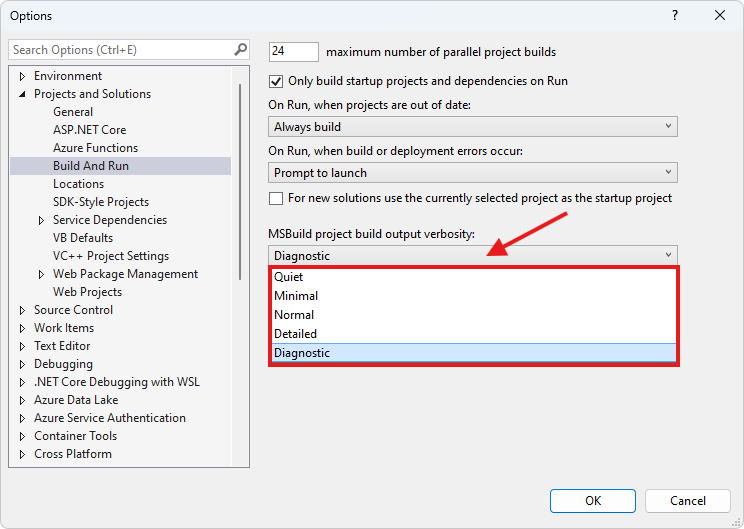 Options
?
Search Options (Ctrl+E)
Environment
Projects and Solutions
General
ASP.NET Core
Azure Functions
Build And Run
Locations
SDK-Style Projects
Service Dependencies
VB Defaults
VC++ Project Settings
Web Package Management
Web Projects
Source Control
Work Items
Text Editor
Debugging
.NET Core Debugging with WSL
Azure Data Lake
Azure Service Authentication
Container Tools
Cross Platform
24 maximum number of parallel project builds
Only build startup projects and dependencies on Run
On Run, when projects are out of date:
Always build
On Run, when build or deployment errors occur:
Prompt to launch
For new solutions use the currently selected project as the startup project
MSBuild project build output verbosity:
Diagnostic
Quiet
Minimal
Normal
Detailed
Diagnostic
OK
Cancel